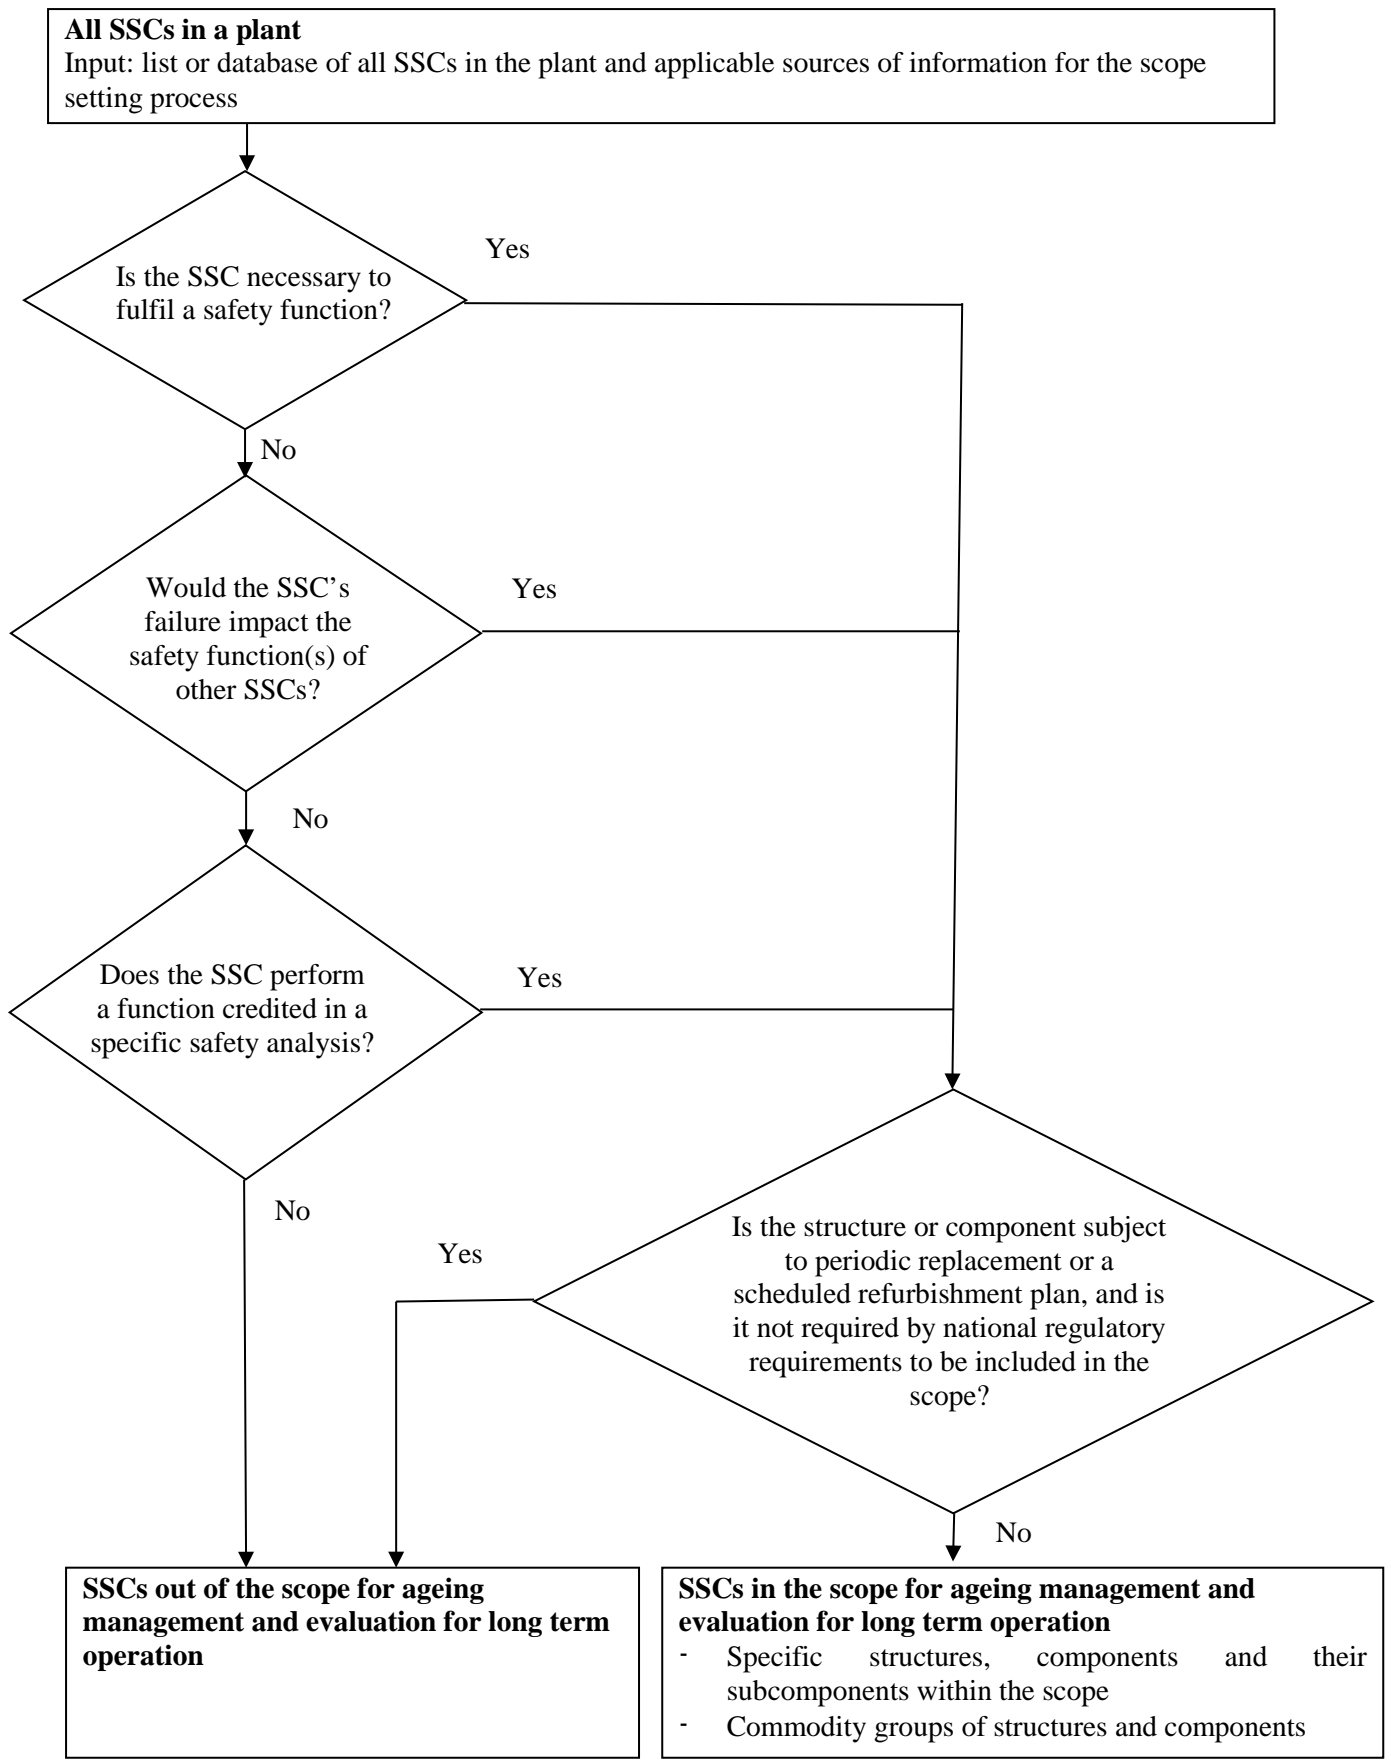 All SSCs in a plant
Input: list or database of all SSCs in the plant and applicable sources of information for the scope
setting process
Yes
Is the SSC necessary to
fulfil a safety function?
No
Would the SSC’s
failure impact the
safety function(s) of
other SSCs?
Yes
No
Does the SSC perform
a function credited in a
specific safety analysis?
Yes
No
Yes
Is the structure or component subject
to periodic replacement or a
scheduled refurbishment plan, and is
it not required by national regulatory
requirements to be included in the
scope?
No
SSCs out of the scope for ageing
management and evaluation for long term
operation
SSCs in the scope for ageing management and
evaluation for long term operation
- Specific structures, components and their
subcomponents within the scope
- Commodity groups of structures and components